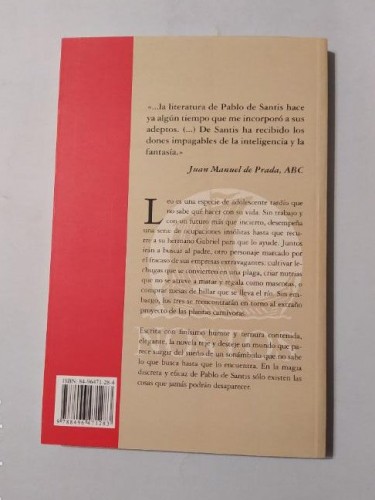 «...la literatura de Pablo de Santis hace
ya algún tiempo que me incorporó a sus
adeptos. (...) De Santis ha recibido los
dones impagables de la inteligencia y la
fantasía.»
Juan Manuel de Prada, ABC
Leo es una especie de adolescente tardío que
no sabe qué hacer con su vida. Sin trabajo y
con un futuro más que incierto, desempeña
una serie de ocupaciones insólitas hasta que recu-
rre a su hermano Gabriel para que lo ayude. Juntos
irán a buscar al padre, otro personaje marcado por
el fracaso de sus empresas extravagantes: cultivar le-
chugas que se convierten en una plaga, criar nutrias
que no se atreve a matar y regala como mascotas, o
comprar mesas de billar que se lleva el río. Sin em-
bargo, los tres se reencontrarán en torno al extraño
proyecto de las plantas carnívoras.
Escrita con finísimo humor y ternura contenida,
elegante, la novela teje y desteje un mundo que pa-
rece surgir del sueño de un sonámbulo que no sabe
lo que busca hasta que lo encuentra. En la magia
discreta y eficaz de Pablo de Santis sólo existen las
cosas que jamás podrán desaparecer.
ISBN: 84-96471-28-4
9788496471283